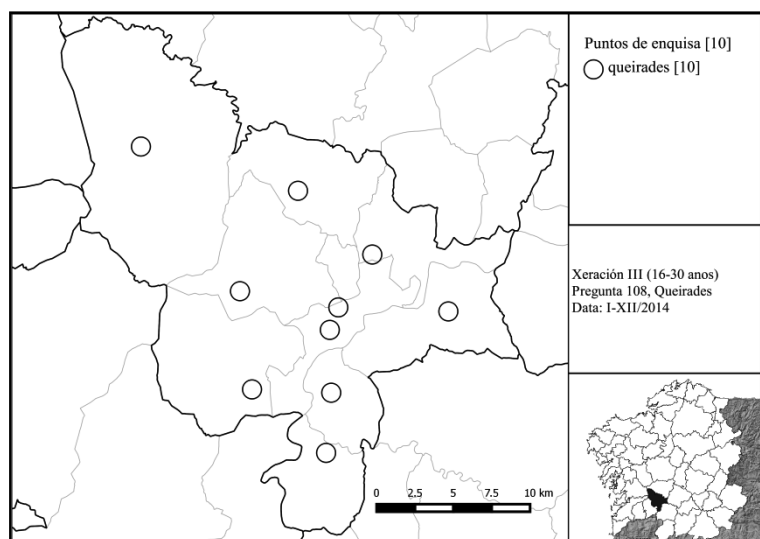 Puntos de enquisa [10]
queirades [10]
Xeración III (16-30 anos)
Pregunta 108, Queirades
Data: I-XII/2014
0 2.5 5 7.5 10 km